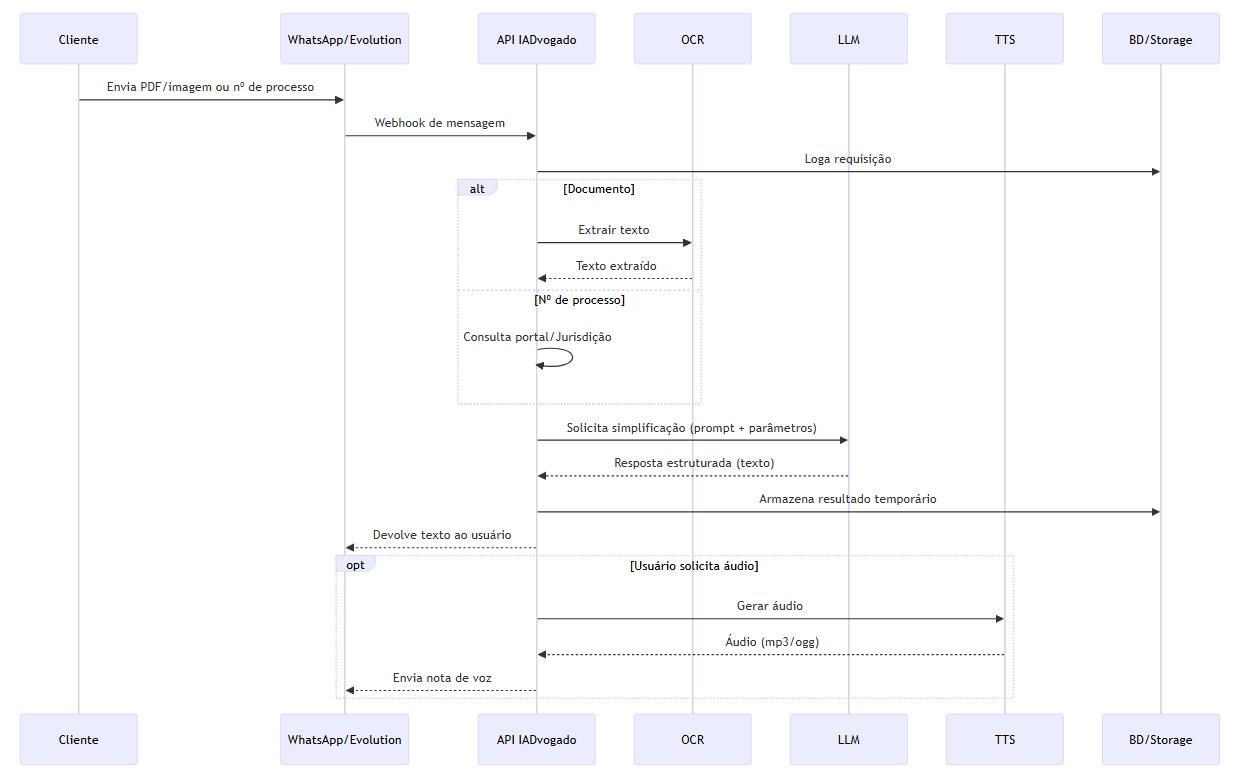 Cliente
WhatsApp/Evolution
API IADvogado
OCR
LLM
TTS
BD/Storage
Envia PDF/imagem ou nº de processo
Webhook de mensagem
Loga requisição
alt
[Documento]
Extrair texto
Texto extraído
[Nº de processo]
Consulta portal/Jurisdição
Solicita simplificação (prompt + parâmetros)
Resposta estruturada (texto)
Armazena resultado temporário
Devolve texto ao usuário
opt
[Usuário solicita áudio]
Gerar áudio
Áudio (mp3/ogg)
Envia nota de voz
Cliente
WhatsApp/Evolution
API IADvogado
OCR
LLM
TTS
BD/Storage